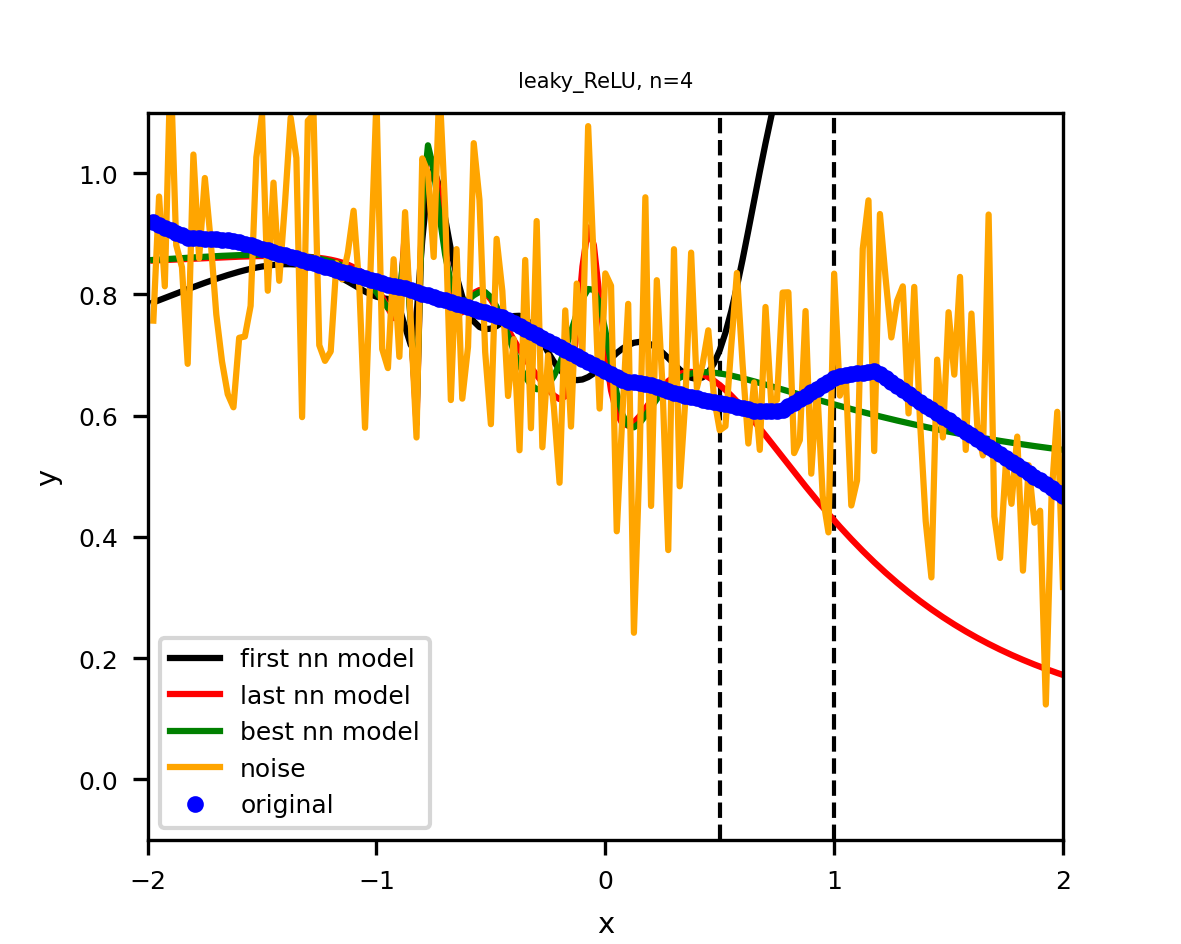 leaky_ReLU, n=4
y
1.0
0.8
0.6
0.4
0.2
0.0
first nn model
last nn model
best nn model
noise
original
−2
−1
0
1
2
x